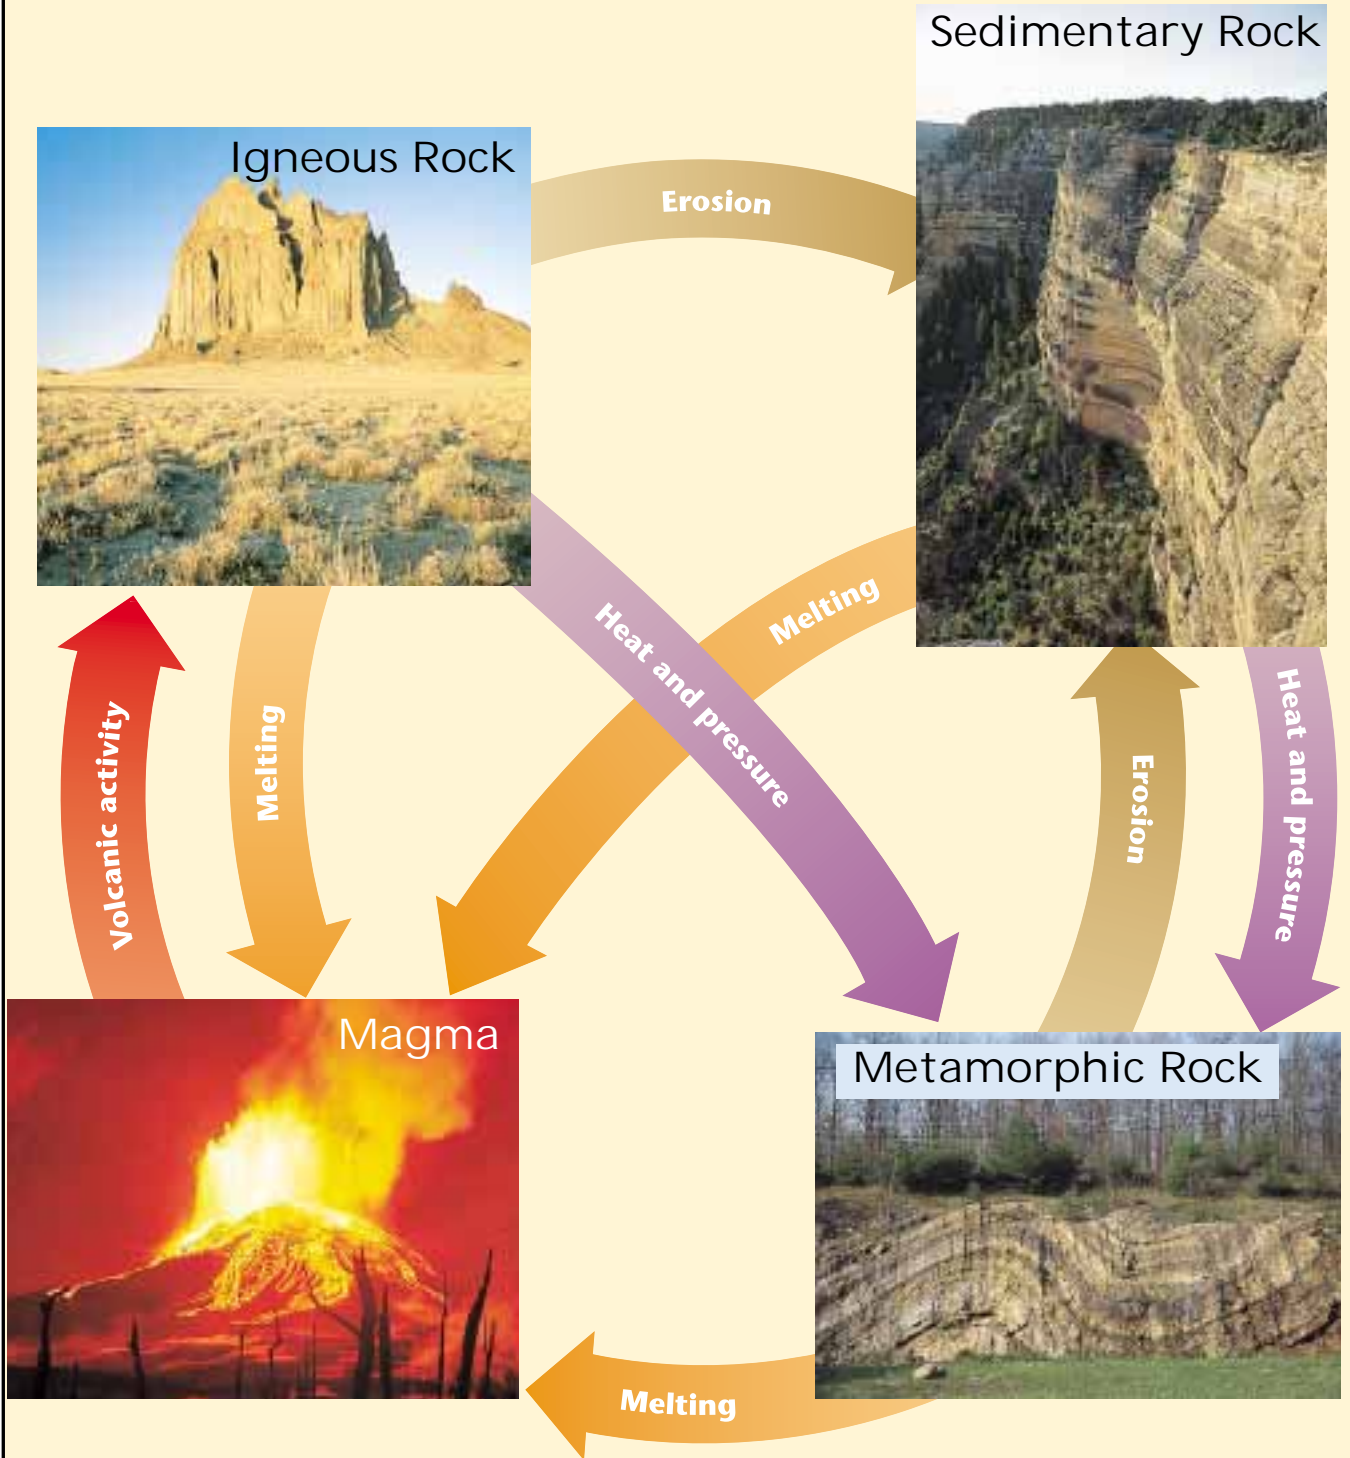 Sedimentary Rock
Igneous Rock
Erosion
Melting
Heat and pressure
Heat and pressure
Melting
Volcanic activity
Erosion
Magma
Metamorphic Rock
Melting